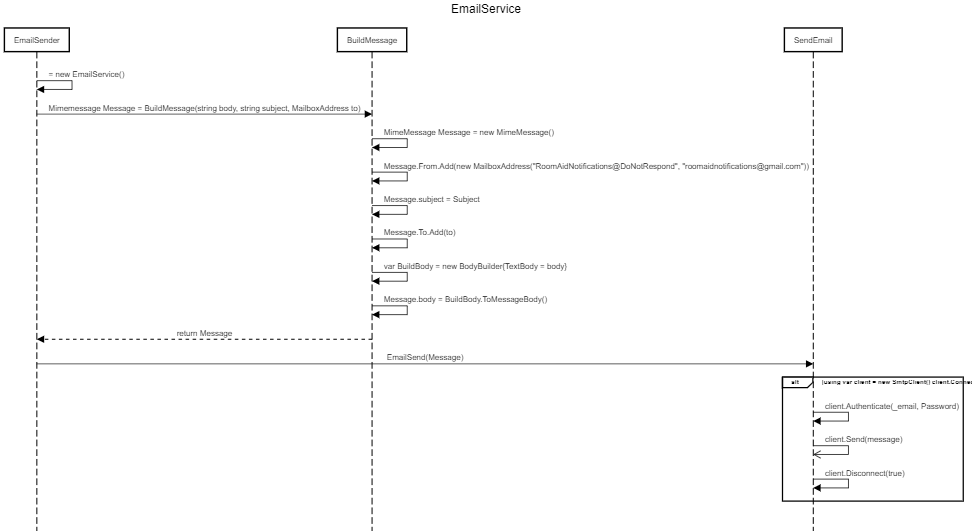 EmailService
EmailSender
BuildMessage
SendEmail
= new EmailService()
Mimemessage Message = BuildMessage(string body, string subject, MailboxAddress to)
MimeMessage Message = new MimeMessage()
Message.From.Add(new MailboxAddress("RoomAidNotifications@DoNotRespond", "roomaidnotifications@gmail.com"))
Message.subject = Subject
Message.To.Add(to)
var BuildBody = new BodyBuilder{TextBody = body}
Message.body = BuildBody.ToMessageBody()
return Message
EmailSend(Message)
alt
[using var client = new SmtpClient() client.Connec
client.Authenticate(_email, Password)
client.Send(message)
client.Disconnect(true)